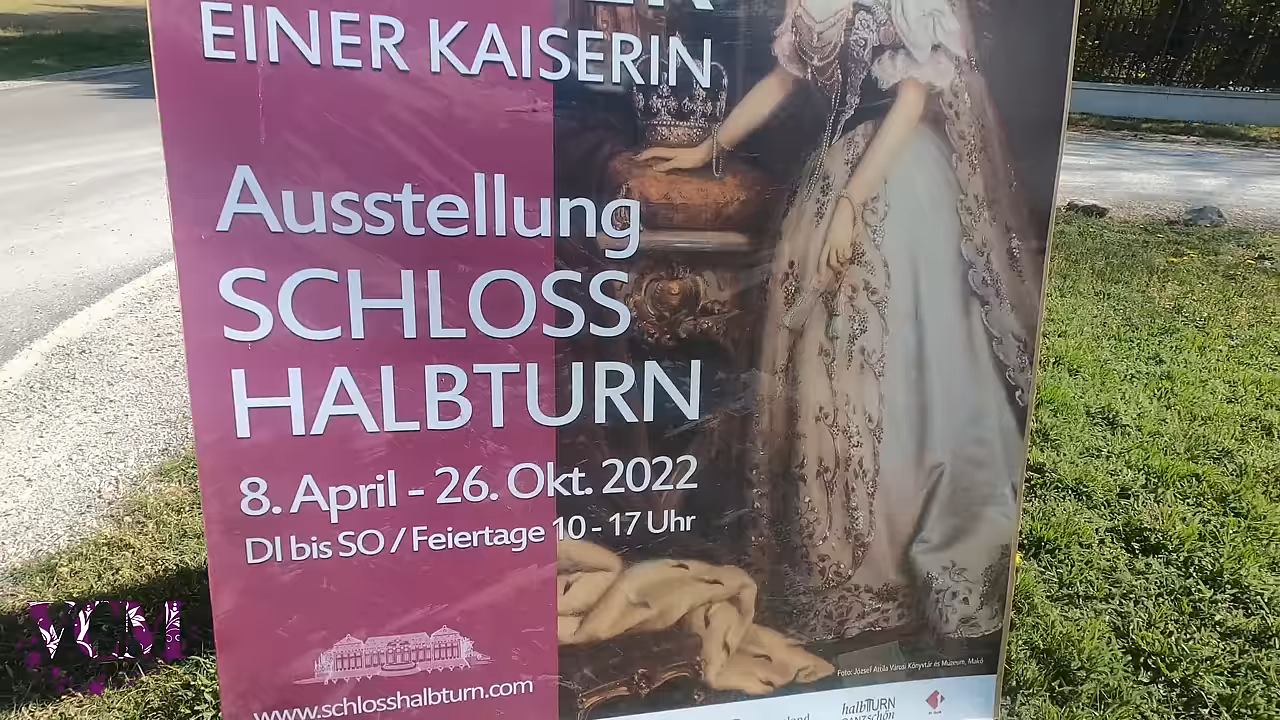 EINER KAISERIN
Ausstellung
SCHLOSS
HALBTURN
8. April - 26. Okt. 2022
DI bis SO / Feiertage 10 - 17 Uhr
www.schlosshalbturn.com
Foto: József Attila Városi Könyvtár és Múzeum, Makó
halbTURN
VCM